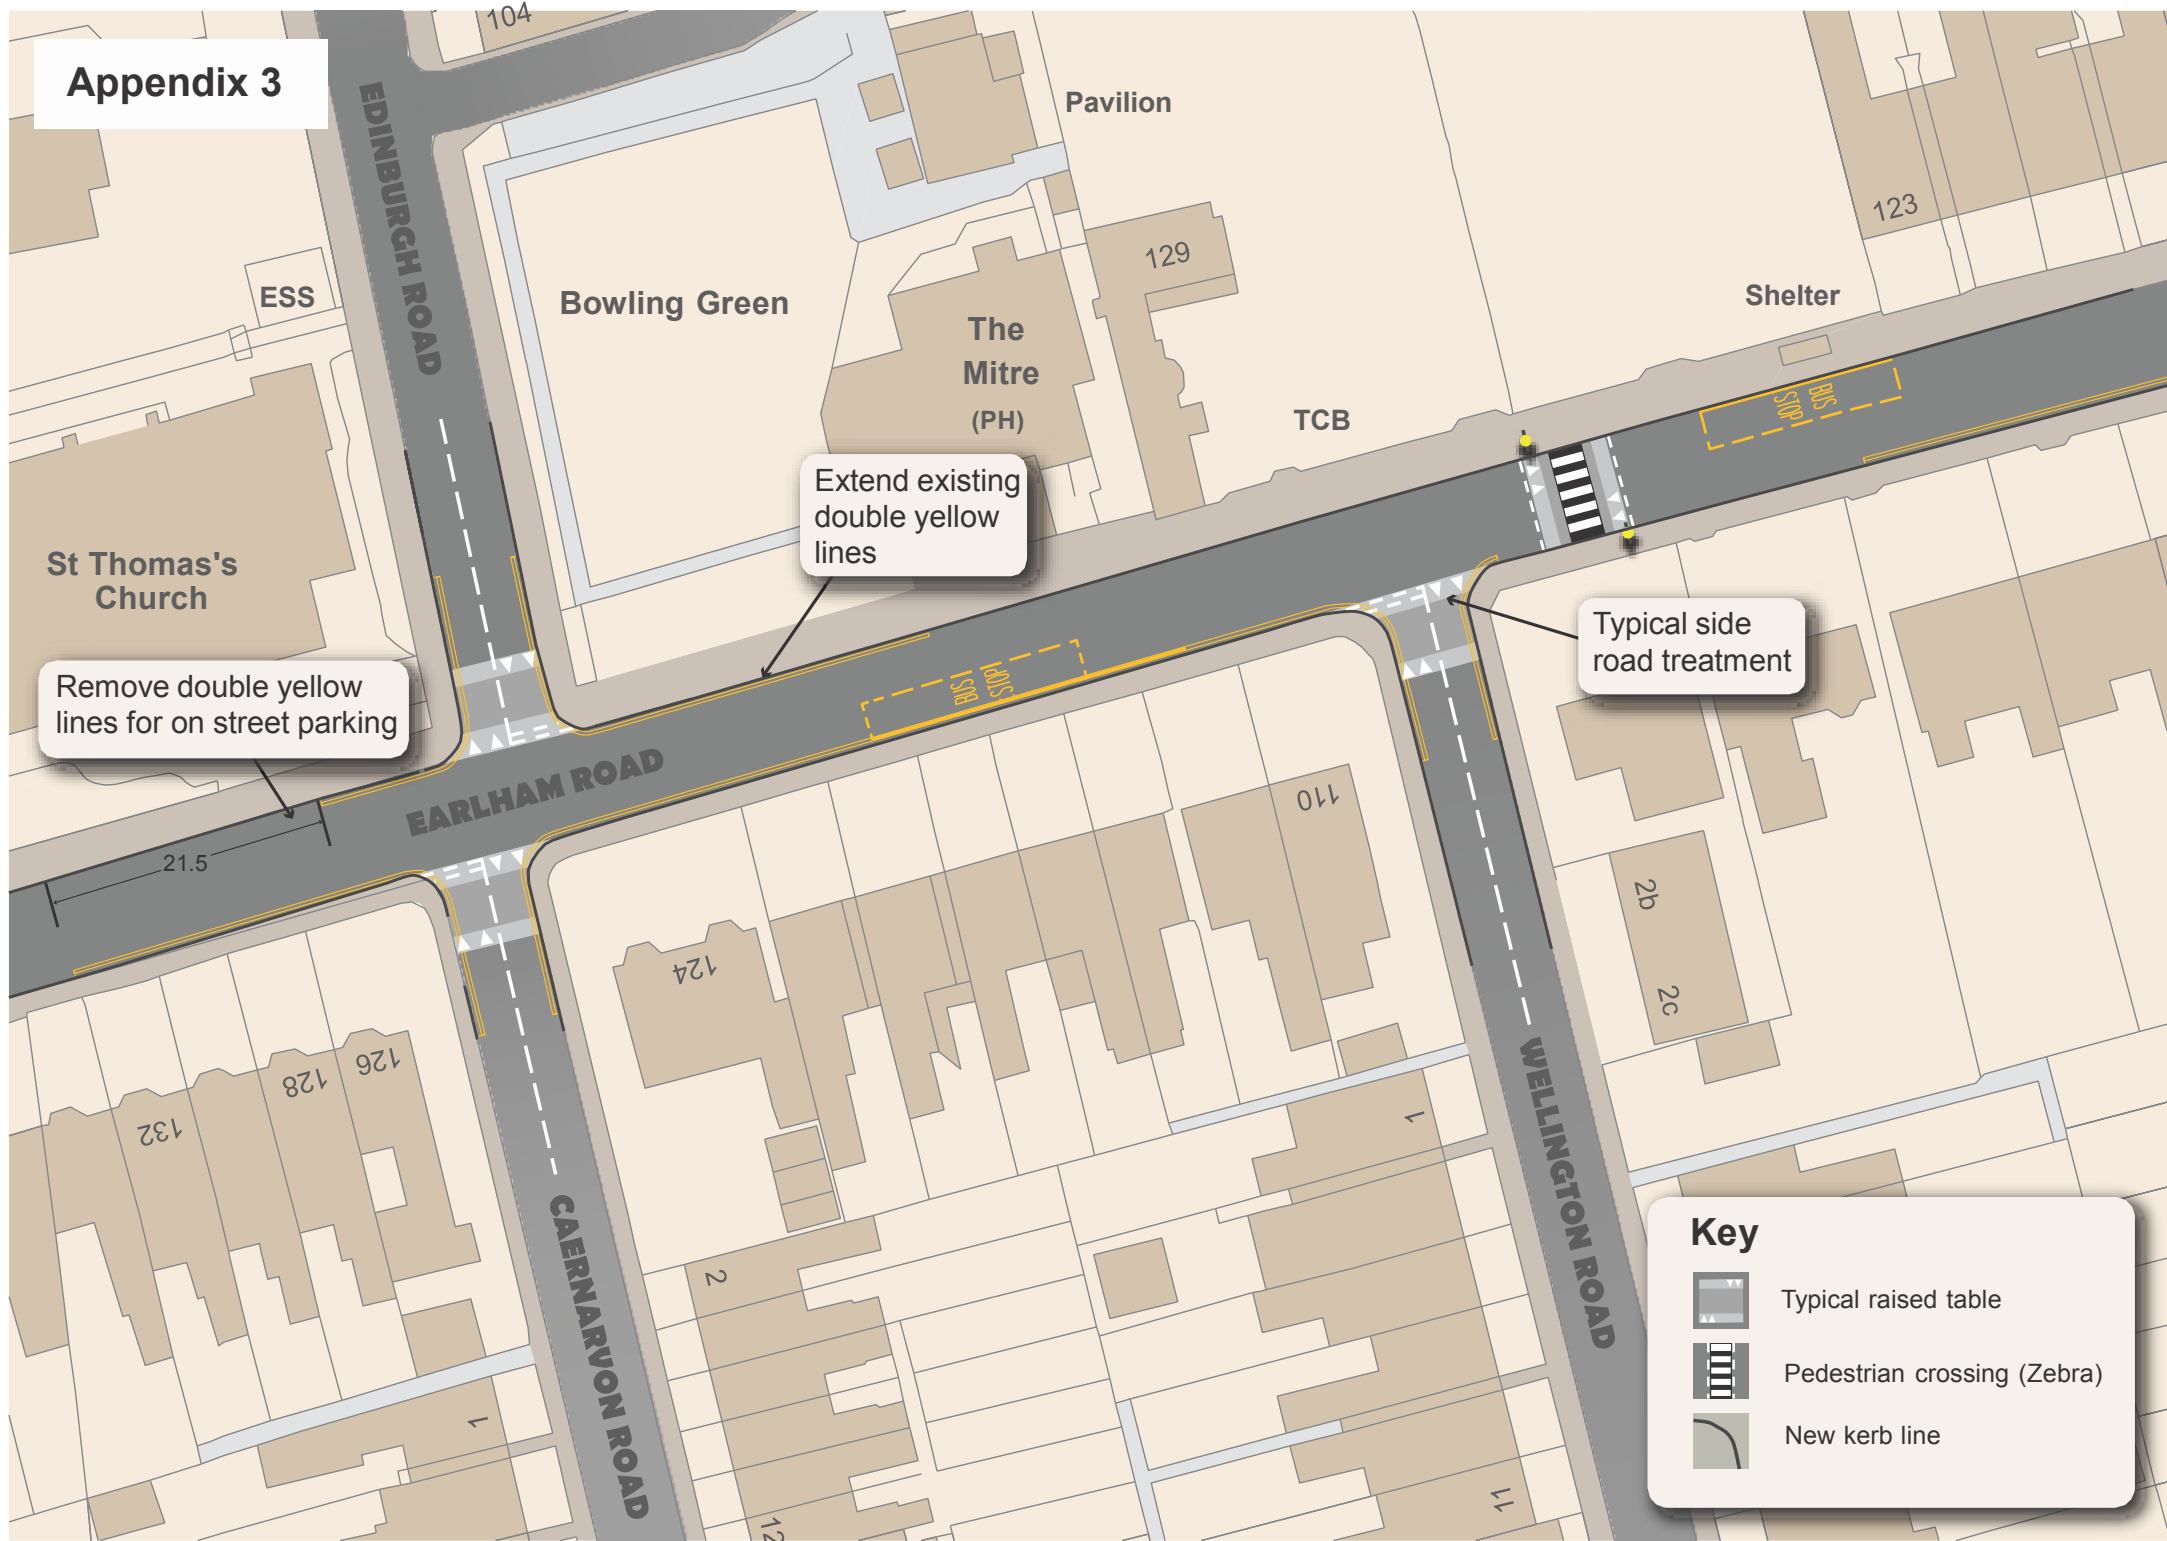 104
Appendix 3
Pavilion
EDINBURGH ROAD
123
129
ESS
Bowling Green
Shelter
The
Mitre
(PH)
BUS
STOP
TCB
Extend existing
double yellow
lines
St Thomas's
Church
Typical side
road treatment
Remove double yellow
lines for on street parking
BUS
STOP
EARLHAM ROAD
110
21.5
2b
124
2c
126
128
132
1
WELLINGTON ROAD
CAERNARVON ROAD
2
Key
Typical raised table
Pedestrian crossing (Zebra)
New kerb line
1
11
12